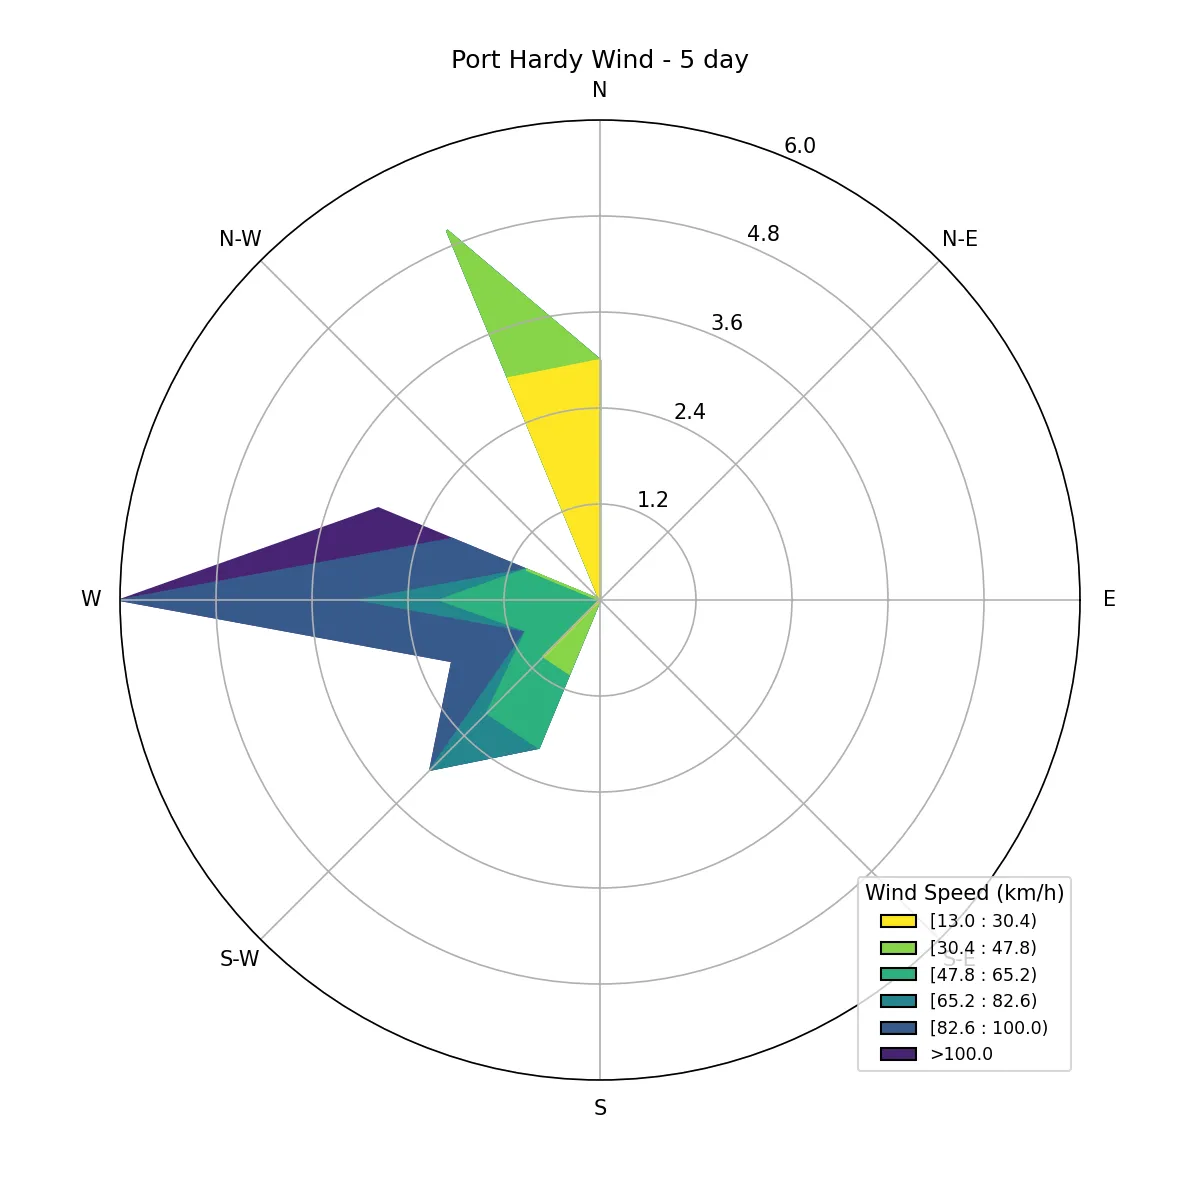 Port Hardy Wind - 5 day
N
6.0
N-W
N-E
4.8
3.6
2.4
1.2
W
E
S-W
S-E
S
Wind Speed (km/h)
[13.0 : 30.4)
[30.4 : 47.8)
[47.8 : 65.2)
[65.2 : 82.6)
[82.6 : 100.0)
>100.0